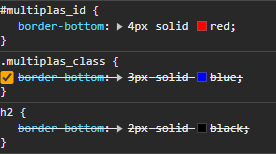 #multiplas_id {
border-bottom: ▶ 4px solid red;
}
.multiplas_class {
border-bottom: ▶ 3px solid blue;
}
h2 {
border-bottom: ▶ 2px solid black;
}